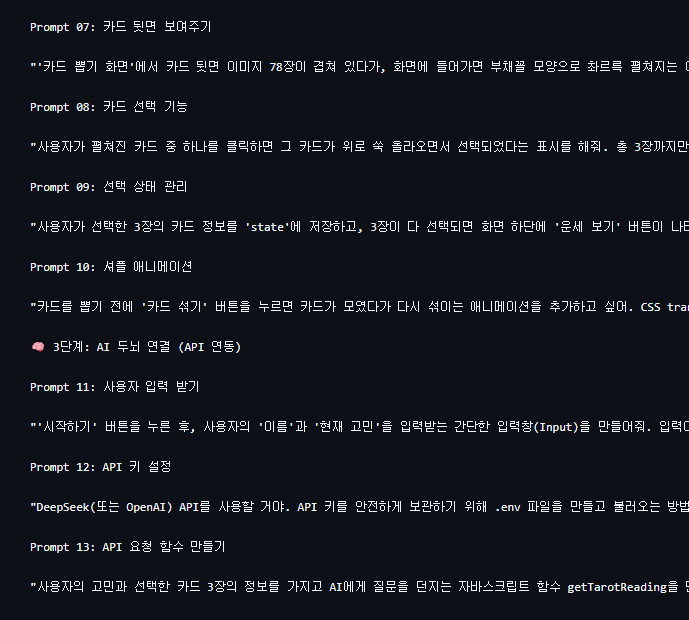 Prompt 07: 카드 뒷면 보여주기
"'카드 뽑기 화면'에서 카드 뒷면 이미지 78장이 겹쳐 있다가, 화면에 들어가면 부채꼴 모양으로 촤르륵 펼쳐지는
Prompt 08: 카드 선택 기능
"사용자가 펼쳐진 카드 중 하나를 클릭하면 그 카드가 위로 쓱 올라오면서 선택되었다는 표시를 해줘. 총 3장까지만
Prompt 09: 선택 상태 관리
"사용자가 선택한 3장의 카드 정보를 'state'에 저장하고, 3장이 다 선택되면 화면 하단에 '운세 보기' 버튼이
Prompt 10: 셔플 애니메이션
"카드를 뽑기 전에 '카드 섞기' 버튼을 누르면 카드가 모였다가 다시 섞이는 애니메이션을 추가하고 싶어. CSS
🧠 3단계: AI 두뇌 연결 (API 연동)
Prompt 11: 사용자 입력 받기
"'시작하기' 버튼을 누른 후, 사용자의 '이름'과 '현재 고민'을 입력받는 간단한 입력창(Input)을 만들어줘.
Prompt 12: API 키 설정
"DeepSeek(또는 OpenAI) API를 사용할 거야. API 키를 안전하게 보관하기 위해 .env 파일을 만들고 불러오는 방법
Prompt 13: API 요청 함수 만들기
"사용자의 고민과 선택한 카드 3장의 정보를 가지고 AI에게 질문을 던지는 자바스크립트 함수 getTarotReading을